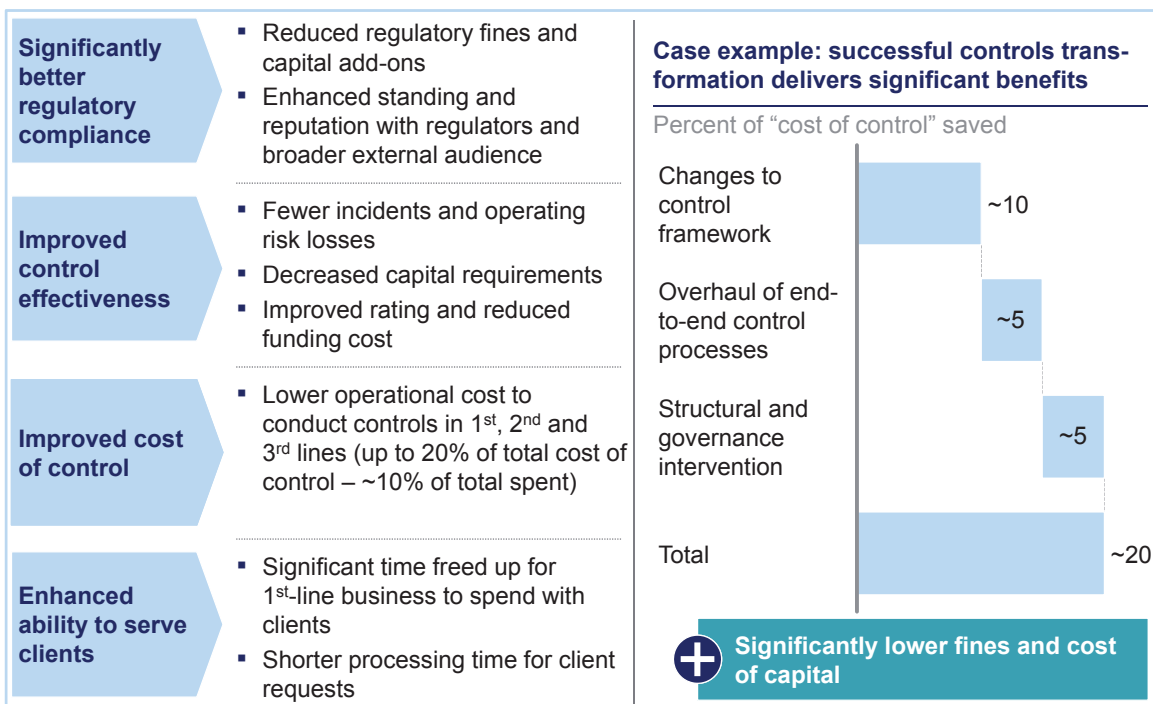 Significantly
better
regulatory
compliance
▪ Reduced regulatory fines and
capital add-ons
▪ Enhanced standing and
reputation with regulators and
broader external audience
Improved
control
effectiveness
▪ Fewer incidents and operating
risk losses
▪ Decreased capital requirements
▪ Improved rating and reduced
funding cost
Improved cost
of control
▪ Lower operational cost to
conduct controls in 1st, 2nd and
3rd lines (up to 20% of total cost of
control – ~10% of total spent)
Enhanced
ability to serve
clients
▪ Significant time freed up for
1st-line business to spend with
clients
▪ Shorter processing time for client
requests
Case example: successful controls trans-
formation delivers significant benefits
Percent of “cost of control” saved
Changes to
control
framework
~10
Overhaul of end-
to-end control
processes
~5
Structural and
governance
intervention
~5
Total
~20
Significantly lower fines and cost
of capital